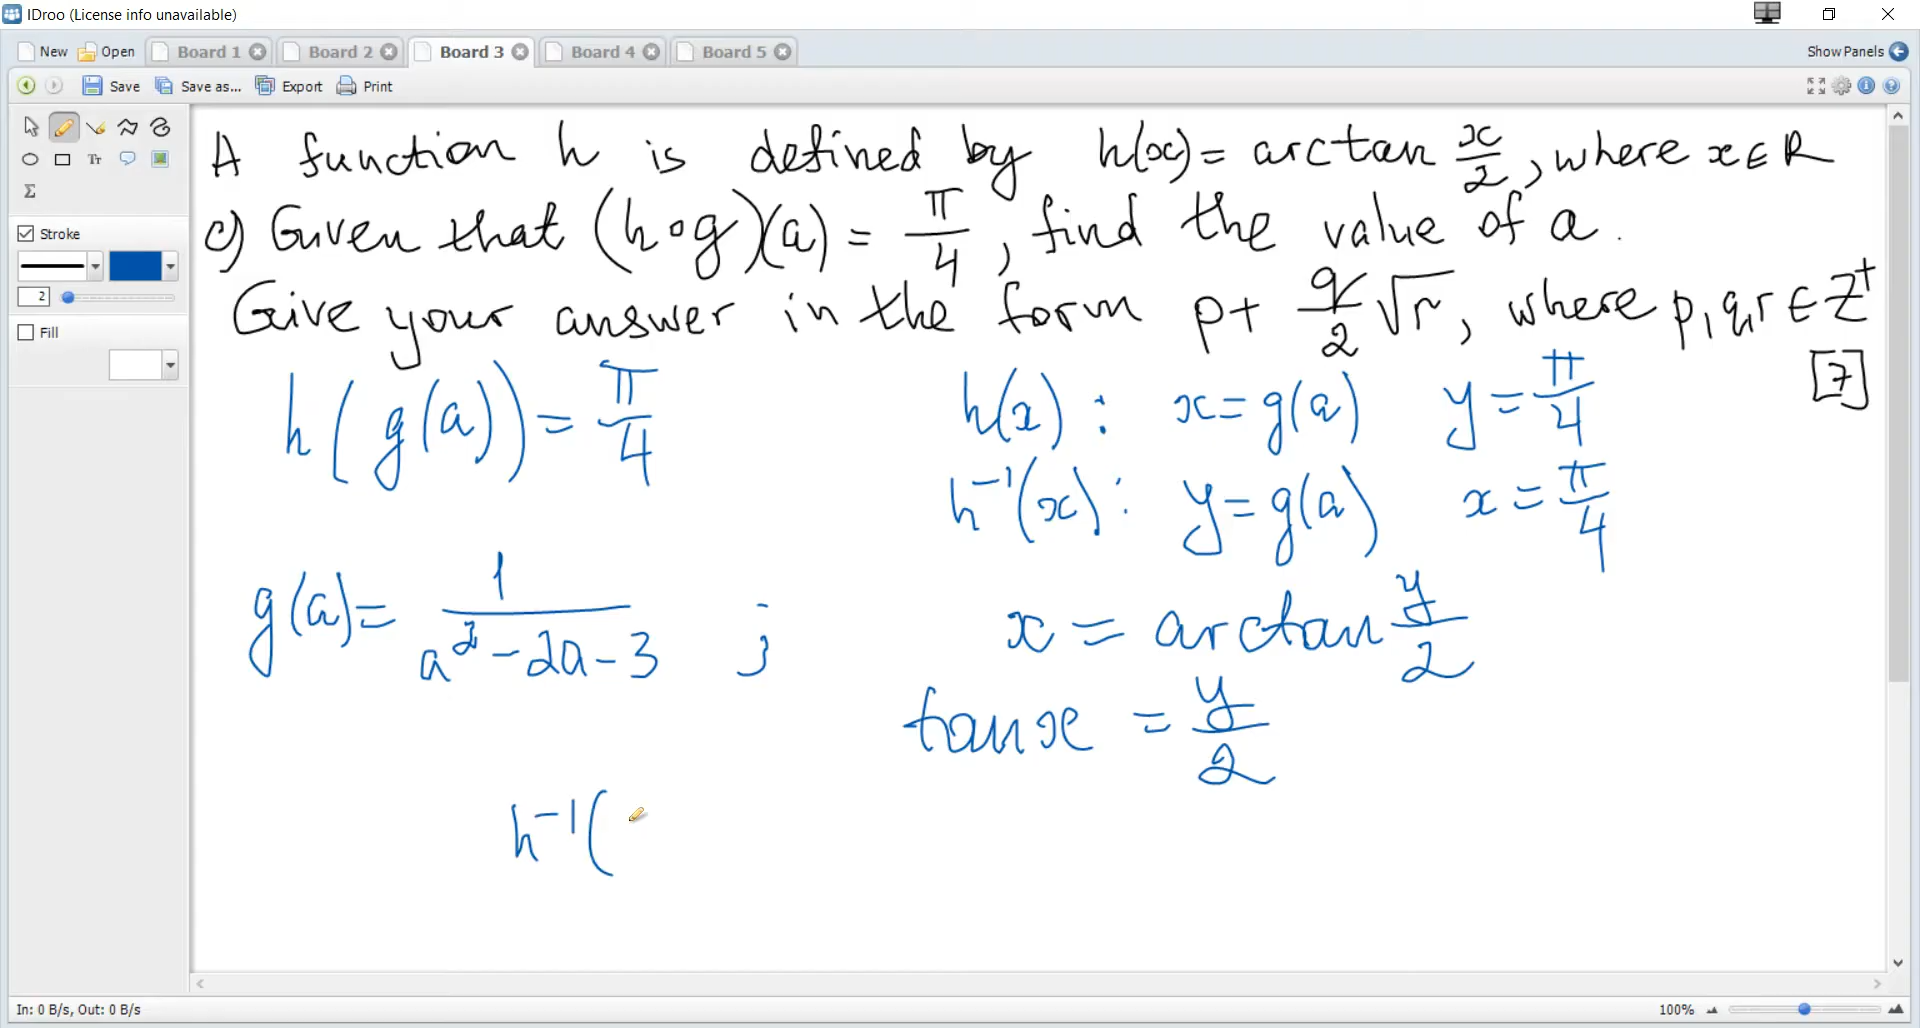 IDroo (License info unavailable)
New Open Board 1 Board 2 Board 3 Board 4 Board 5 Show Panels
Save Save as... Export Print
A function h is defined by h(x) = arctan x/2, where x ∈ R
c) Given that (h∘g)(a) = π/4, find the value of a.
Give your answer in the form p + q/2 √r, where p, q, r ∈ Z⁺
[7]
h(g(a)) = π/4
h(x) : x = g(a) y = π/4
h⁻¹(x) : y = g(a) x = π/4
g(a) = 1/(a² - 2a - 3) ;
x = arctan y/2
tan x = y/2
h⁻¹(
Tr
Σ
Stroke
2
Fill
In: 0 B/s, Out: 0 B/s 100%